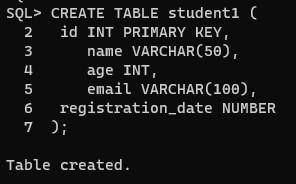 SQL> CREATE TABLE student1 (
  2   id INT PRIMARY KEY,
  3      name VARCHAR(50),
  4      age INT,
  5      email VARCHAR(100),
  6   registration_date NUMBER
  7  );
Table created.